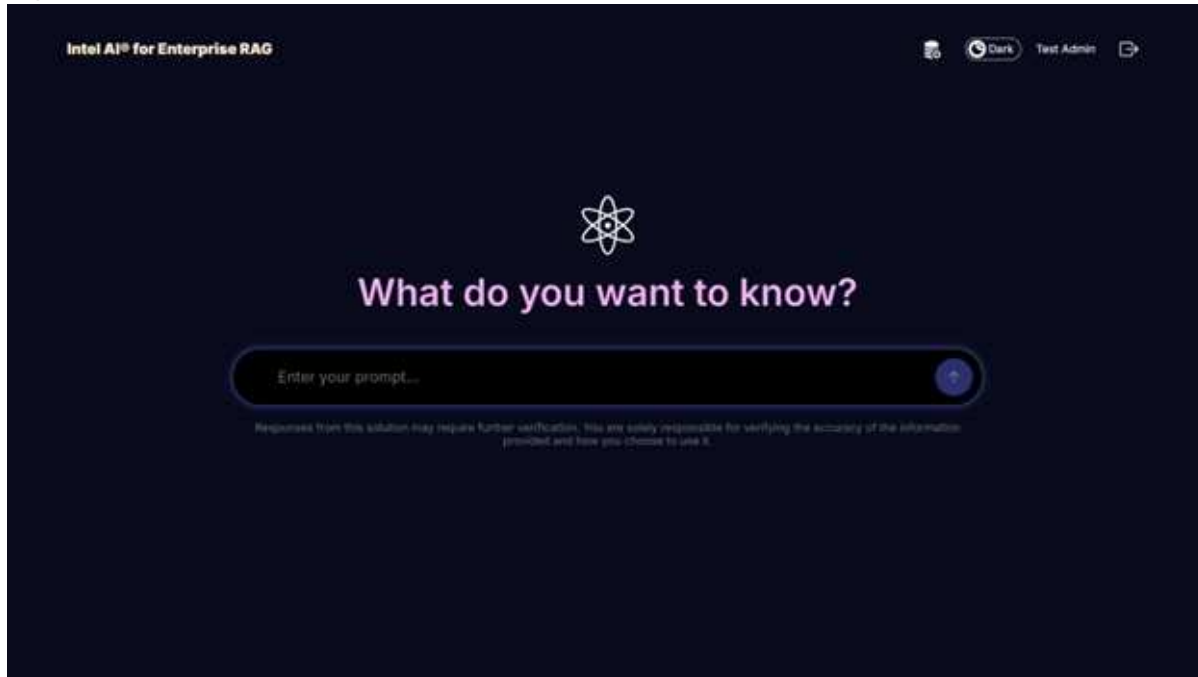 Intel AI® for Enterprise RAG
Dark
Test Admin
What do you want to know?
Enter your prompt...
Responses from this solution may require further verification. You are solely responsible for verifying the accuracy of the information
provided and how you choose to use it.